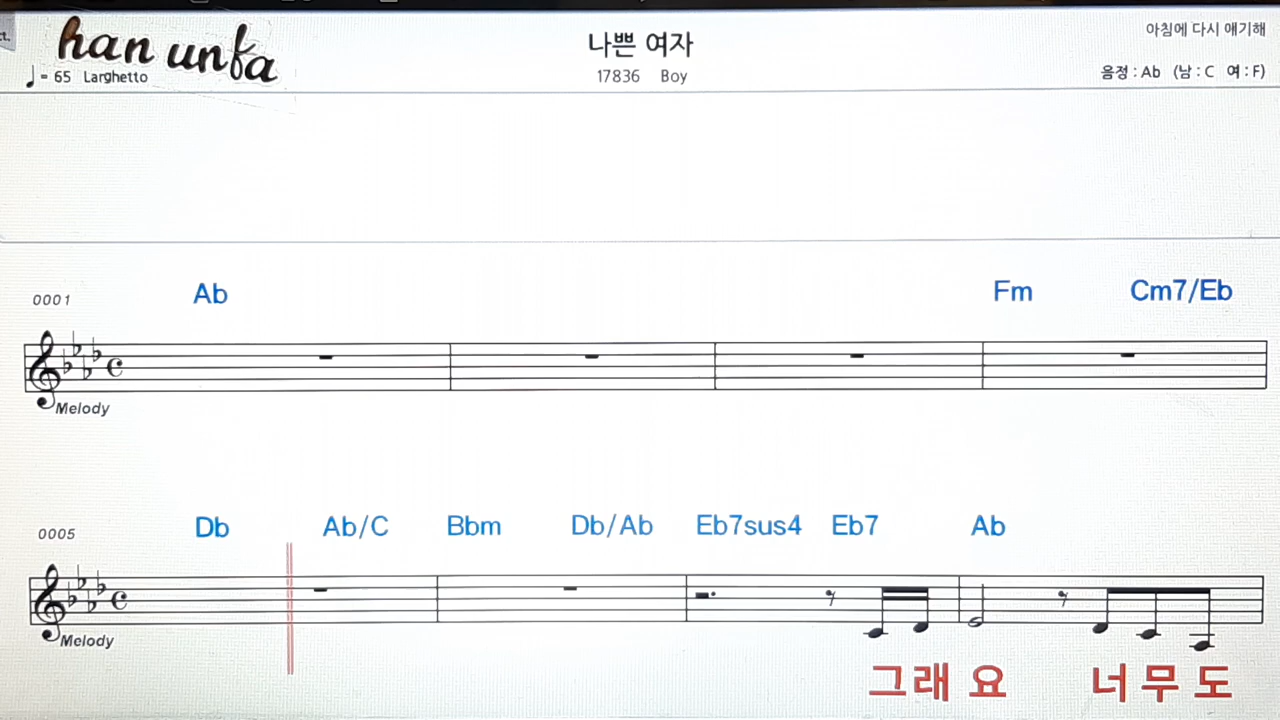 ct.
han unfa
나쁜 여자
아침에 다시 얘기해
♩= 65 Larghetto
17836 Boy
음정 : Ab (남 : C 여 : F)
0001 Ab Fm Cm7/Eb
Melody
0005 Db Ab/C Bbm Db/Ab Eb7sus4 Eb7 Ab
Melody
그래 요 너 무 도